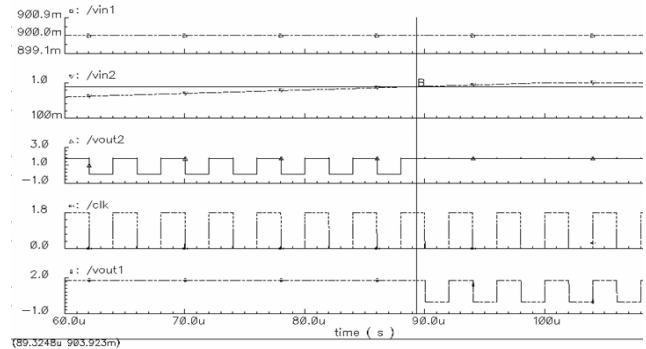 900.9m
: /vin1
900.0m
899.1m
1.0
: /vin2
B
100m
3.0
: /vout2
1.0
-1.0
1.8
: /clk
0.0
2.0
: /vout1
-1.0
60.0u 70.0u 80.0u 90.0u 100u
time ( s )
(89.3248u 903.923m)